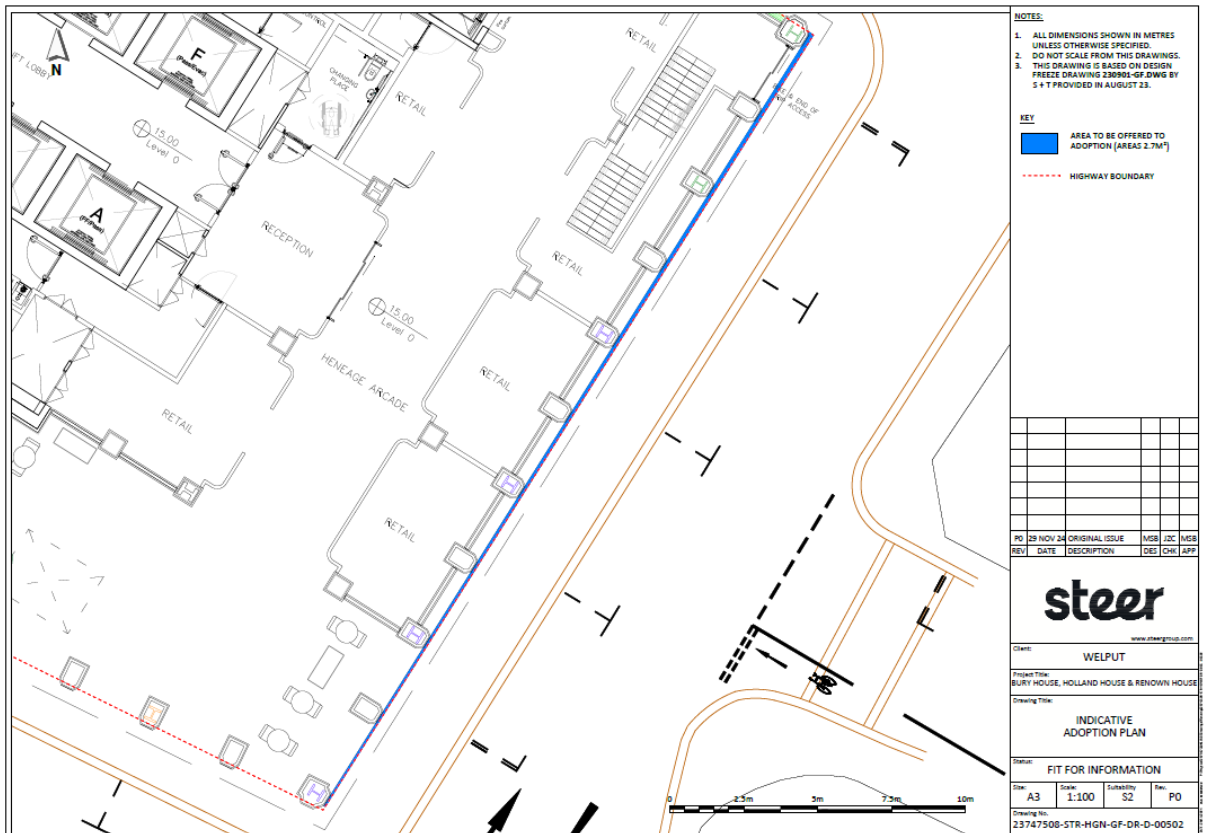 NOTES:
1. ALL DIMENSIONS SHOWN IN METRES
UNLESS OTHERWISE SPECIFIED.
2. DO NOT SCALE FROM THIS DRAWINGS.
3. THIS DRAWING IS BASED ON DESIGN
FREEZE DRAWING 230901-GF.DWG BY
S + T PROVIDED IN AUGUST 23.
KEY
AREA TO BE OFFERED TO
ADOPTION (AREAS 2.7M²)
HIGHWAY BOUNDARY
N
LOBBY
F
CHANGING
PLACE
RETAIL
RETAIL
END OF
ACCESS
15.00
Level 0
A
RECEPTION
RETAIL
15.00
Level 0
HENEAGE ARCADE
RETAIL
RETAIL
RETAIL
0 2.5m 5m 7.5m 10m
P0 29 NOV 24 ORIGINAL ISSUE MSB JZC MSB
REV DATE DESCRIPTION DES CHK APP
steer
www.steergroup.com
Client:
WELPUT
Project Title:
BURY HOUSE, HOLLAND HOUSE & RENOWN HOUSE
Drawing Title:
INDICATIVE
ADOPTION PLAN
Status:
FIT FOR INFORMATION
Size: Scale: Suitability Rev.
A3 1:100 S2 P0
Drawing No.
23747508-STR-HGN-GF-DR-D-00502